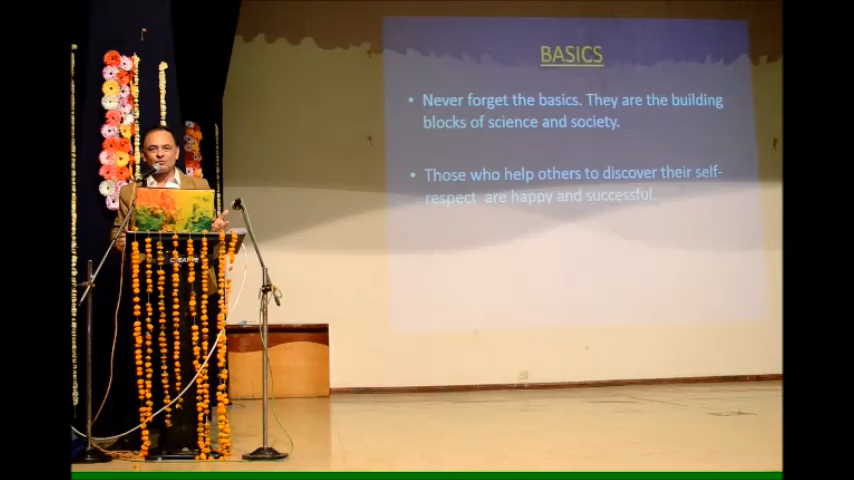 BASICS
• Never forget the basics. They are the building
blocks of science and society.
• Those who help others to discover their self-
respect are happy and successful.